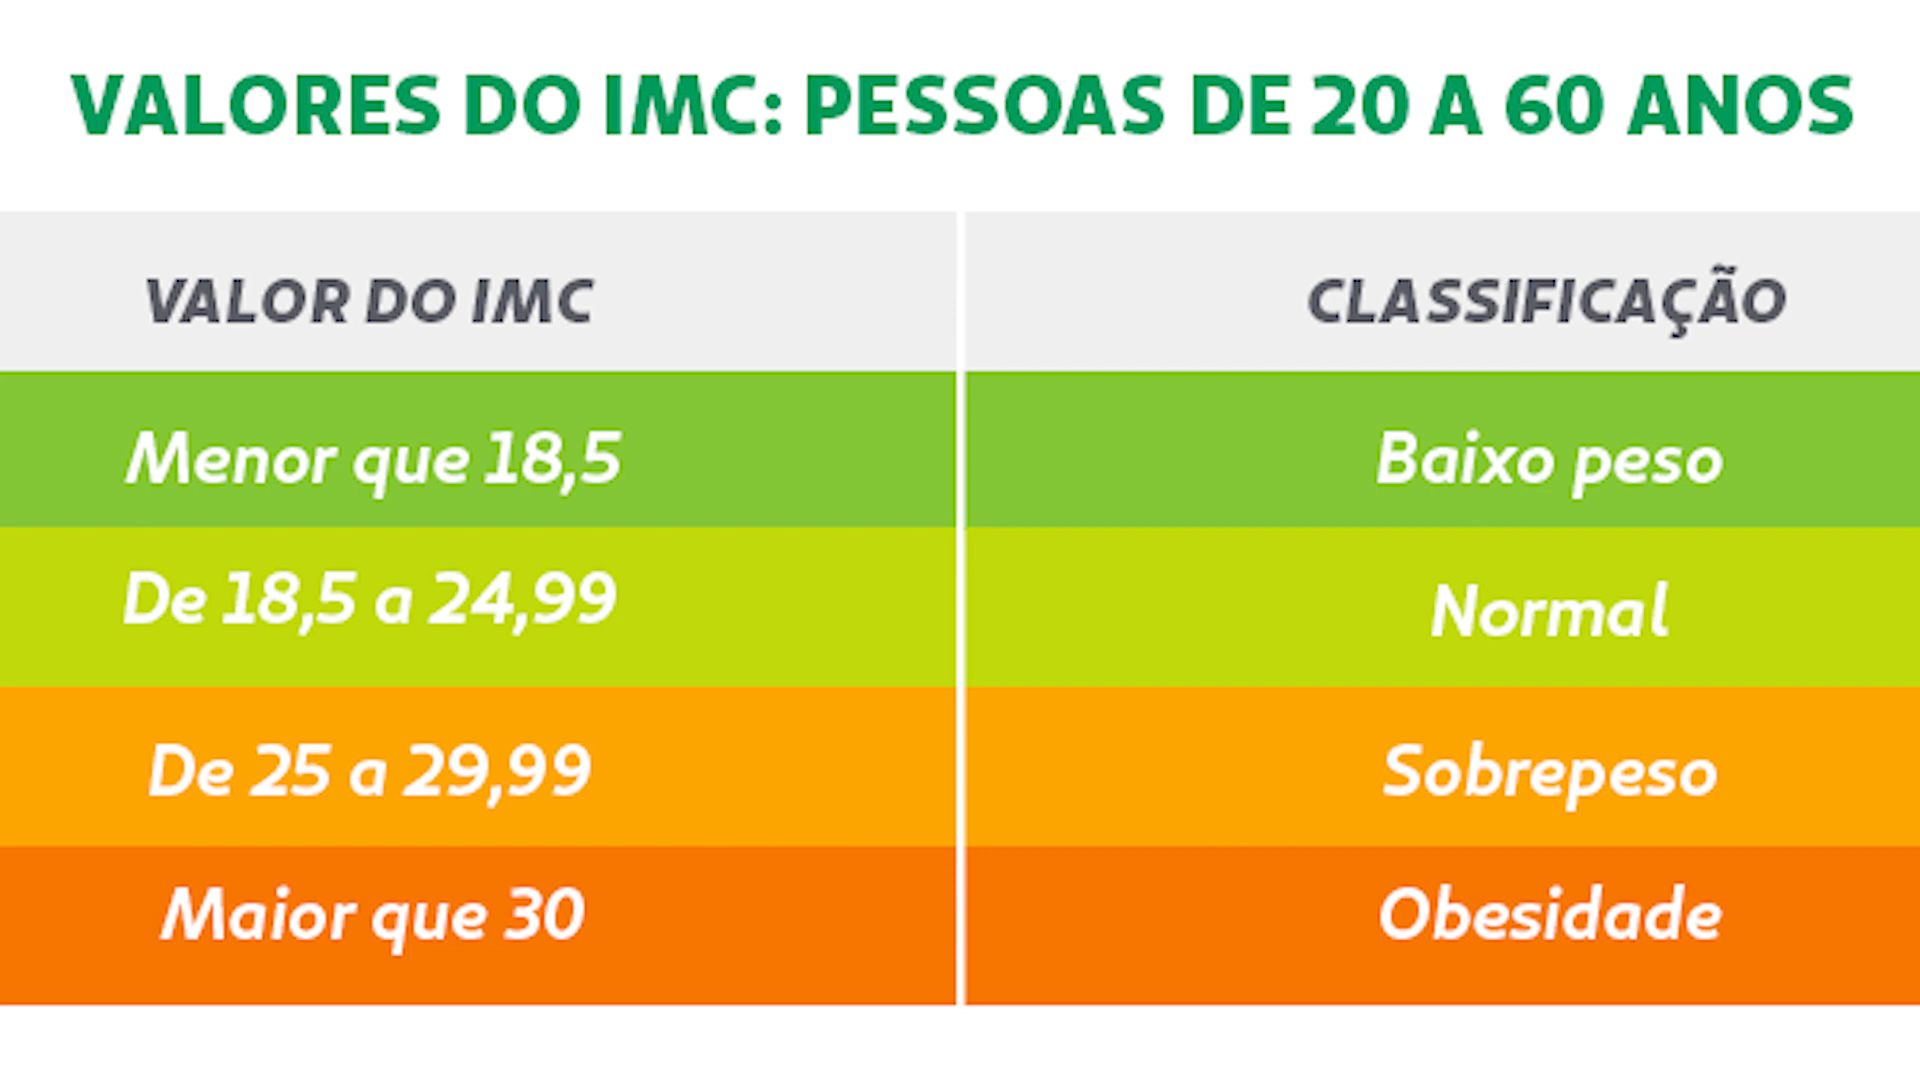 VALORES DO IMC: PESSOAS DE 20 A 60 ANOS
VALOR DO IMC CLASSIFICAÇÃO
Menor que 18,5 Baixo peso
De 18,5 a 24,99 Normal
De 25 a 29,99 Sobrepeso
Maior que 30 Obesidade